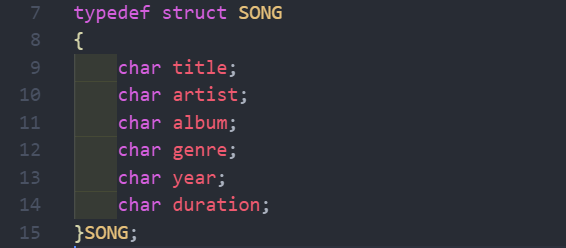 7 typedef struct SONG
8 {
9 char title;
10 char artist;
11 char album;
12 char genre;
13 char year;
14 char duration;
15 }SONG;